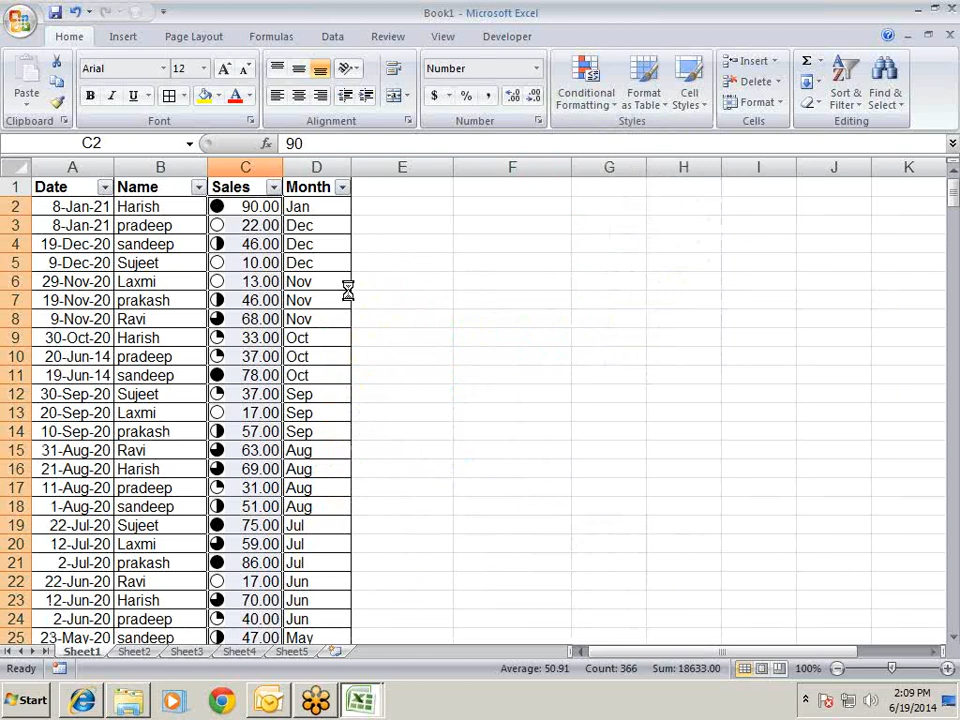 Book1 - Microsoft Excel
Home Insert Page Layout Formulas Data Review View Developer
Paste
Clipboard
Arial 12
B I U
Font
Alignment
Number
$ % ,
Number
Conditional Formatting
Format as Table
Cell Styles
Styles
Insert
Delete
Format
Cells
Sort & Filter
Find & Select
Editing
C2 fx 90
A B C D E F G H I J K
1 Date Name Sales Month
2 8-Jan-21 Harish 90.00 Jan
3 8-Jan-21 pradeep 22.00 Dec
4 19-Dec-20 sandeep 46.00 Dec
5 9-Dec-20 Sujeet 10.00 Dec
6 29-Nov-20 Laxmi 13.00 Nov
7 19-Nov-20 prakash 46.00 Nov
8 9-Nov-20 Ravi 68.00 Nov
9 30-Oct-20 Harish 33.00 Oct
10 20-Jun-14 pradeep 37.00 Oct
11 19-Jun-14 sandeep 78.00 Oct
12 30-Sep-20 Sujeet 37.00 Sep
13 20-Sep-20 Laxmi 17.00 Sep
14 10-Sep-20 prakash 57.00 Sep
15 31-Aug-20 Ravi 63.00 Aug
16 21-Aug-20 Harish 69.00 Aug
17 11-Aug-20 pradeep 31.00 Aug
18 1-Aug-20 sandeep 51.00 Aug
19 22-Jul-20 Sujeet 75.00 Jul
20 12-Jul-20 Laxmi 59.00 Jul
21 2-Jul-20 prakash 86.00 Jul
22 22-Jun-20 Ravi 17.00 Jun
23 12-Jun-20 Harish 70.00 Jun
24 2-Jun-20 pradeep 40.00 Jun
25 23-May-20 sandeep 47.00 May
Sheet1 Sheet2 Sheet3 Sheet4 Sheet5
Ready Average: 50.91 Count: 366 Sum: 18633.00 100%
Start 2:09 PM
6/19/2014